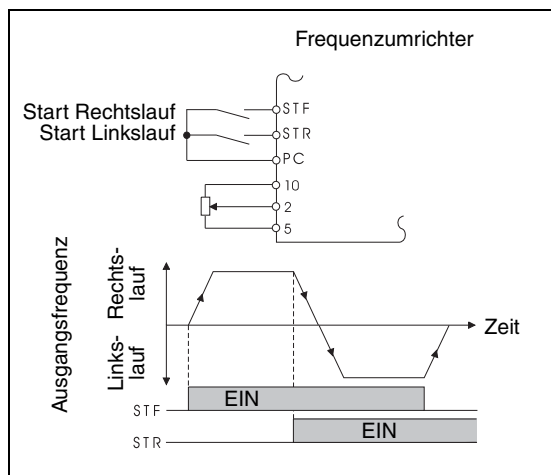 Frequenzumrichter
Start Rechtslauf
STF
Start Linkslauf
STR
PC
10
2
5
Ausgangsfrequenz
Rechts-
lauf
Links-
lauf
Zeit
EIN
STF
EIN
STR